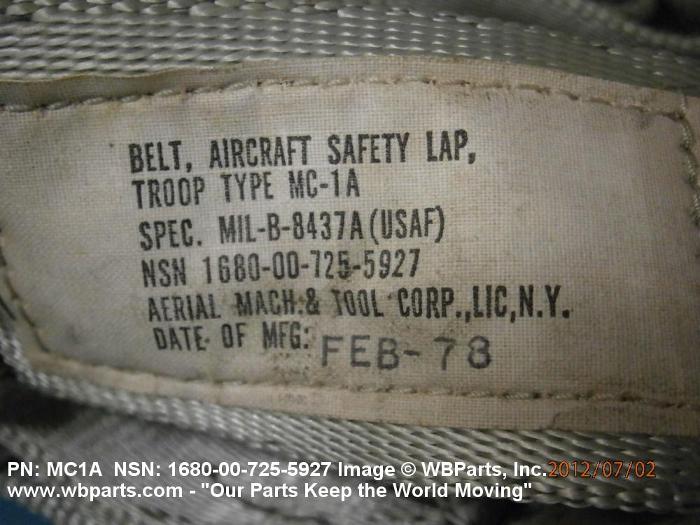 BELT, AIRCRAFT SAFETY LAP,
TROOP TYPE MC-1A
SPEC. MIL-B-8437A (USAF)
NSN 1680-00-725-5927
AERIAL MACH.& TOOL CORP.,LIC,N.Y.
DATE OF MFG: FEB-78
PN: MC1A NSN: 1680-00-725-5927 Image © WBParts, Inc.2012/07/02
www.wbparts.com - "Our Parts Keep the World Moving"